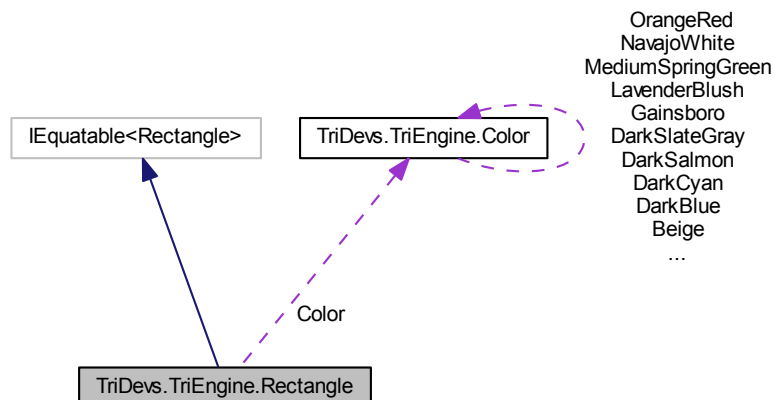 OrangeRed
NavajoWhite
MediumSpringGreen
LavenderBlush
Gainsboro
DarkSlateGray
DarkSalmon
DarkCyan
DarkBlue
Beige
...
IEquatable<Rectangle>
TriDevs.TriEngine.Color
Color
TriDevs.TriEngine.Rectangle